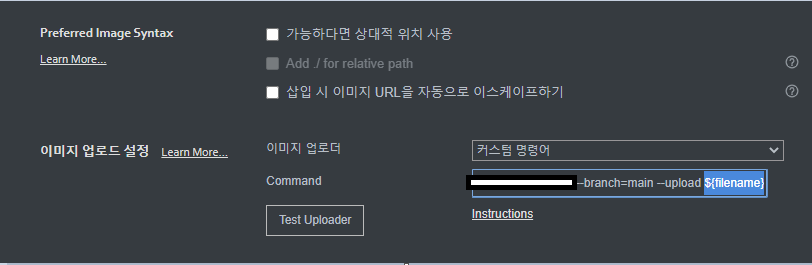 Preferred Image Syntax
가능하다면 상대적 위치 사용
Learn More...
Add ./ for relative path
삽입 시 이미지 URL을 자동으로 이스케이프하기
이미지 업로드 설정 Learn More...
이미지 업로더
커스텀 명령어
Command
--branch=main --upload ${filename}
Test Uploader
Instructions